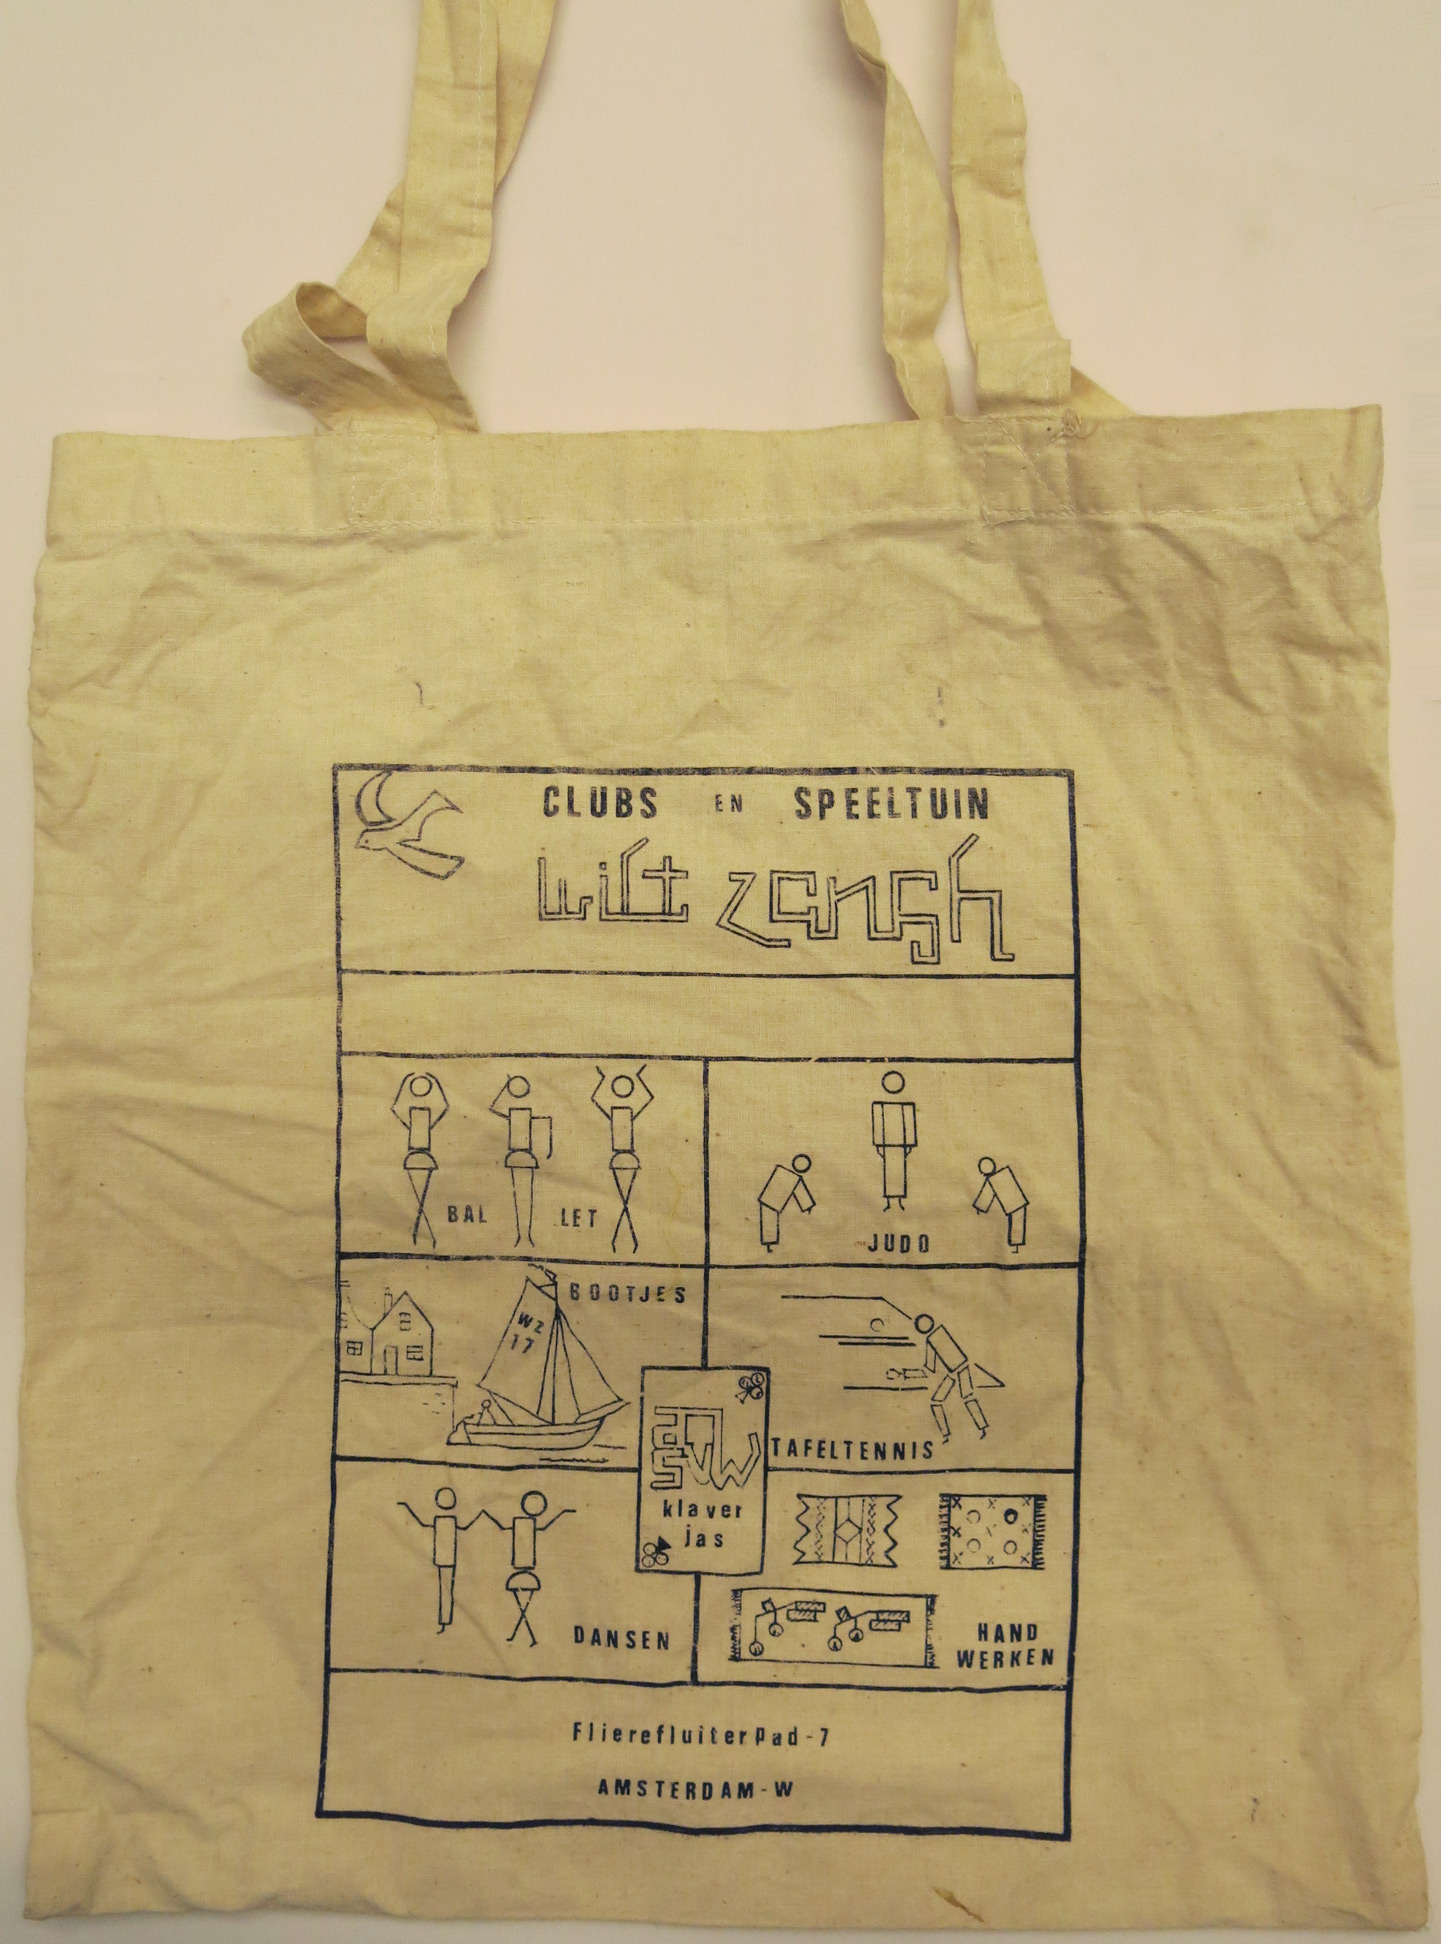 CLUBS EN SPEELTUIN
wilt zangh
BAL LET
JUDO
BOOTJES
WZ
17
TAFELTENNIS
klaver
jas
DANSEN
HAND
WERKEN
FlierefluiterPad-7
AMSTERDAM-W